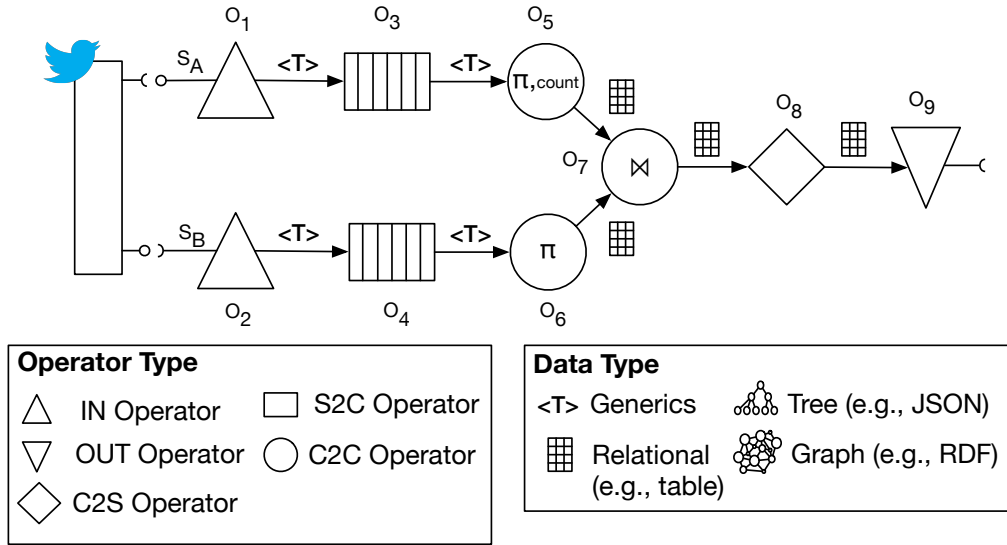 O1 O3 O5
SA <T> <T> π,count O8 O9
O7 ⋈
SB <T> <T> π
O2 O4 O6
Operator Type
IN Operator
S2C Operator
OUT Operator
C2C Operator
C2S Operator
Data Type
<T> Generics
Tree (e.g., JSON)
Relational
(e.g., table)
Graph (e.g., RDF)